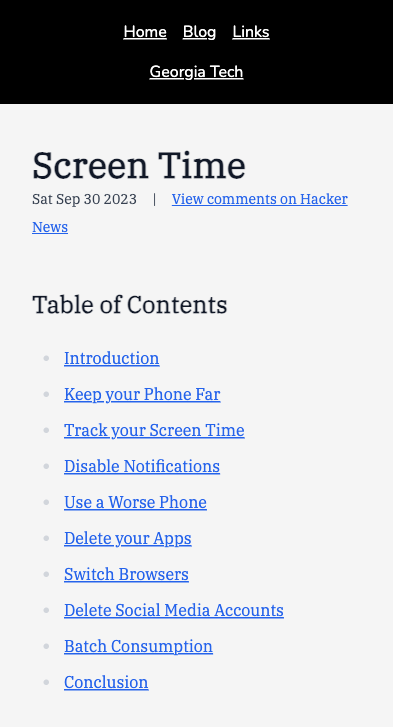 Home Blog Links
Georgia Tech
Screen Time
Sat Sep 30 2023 | View comments on Hacker
News
Table of Contents
Introduction
Keep your Phone Far
Track your Screen Time
Disable Notifications
Use a Worse Phone
Delete your Apps
Switch Browsers
Delete Social Media Accounts
Batch Consumption
Conclusion